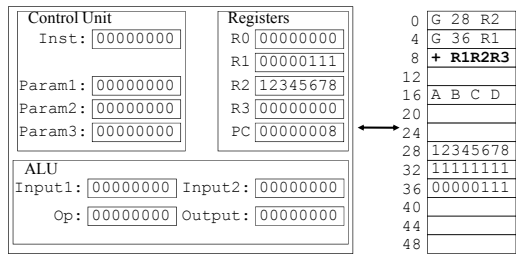 Control Unit
Inst: 00000000
Param1: 00000000
Param2: 00000000
Param3: 00000000
Registers
R0 00000000
R1 00000111
R2 12345678
R3 00000000
PC 00000008
ALU
Input1: 00000000 Input2: 00000000
Op: 00000000 Output: 00000000
0 G 28 R2
4 G 36 R1
8 + R1R2R3
12
16 A B C D
20
24
28 12345678
32 11111111
36 00000111
40
44
48